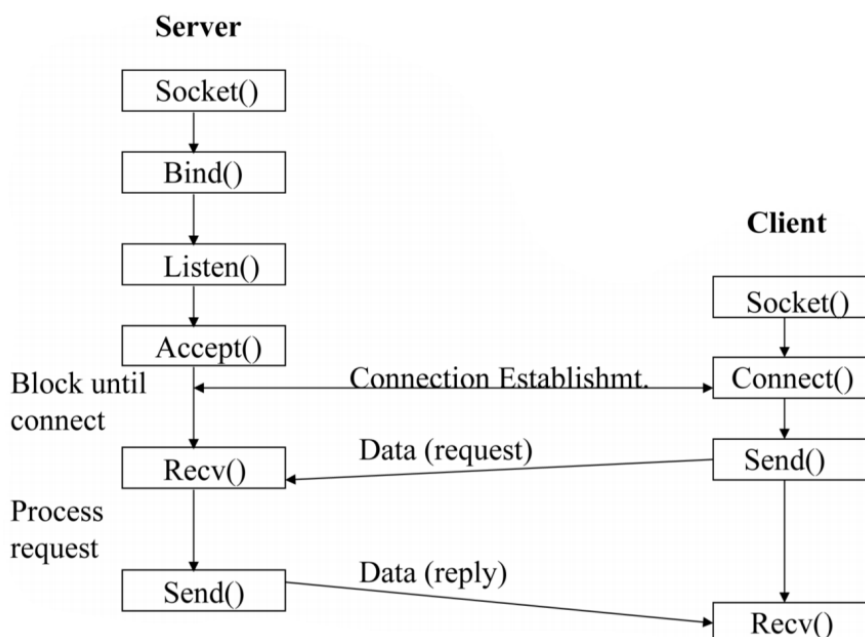 Server
Socket()
Bind()
Listen()
Accept()
Block until
connect
Recv()
Process
request
Send()
Connection Establishmt.
Data (request)
Data (reply)
Client
Socket()
Connect()
Send()
Recv()